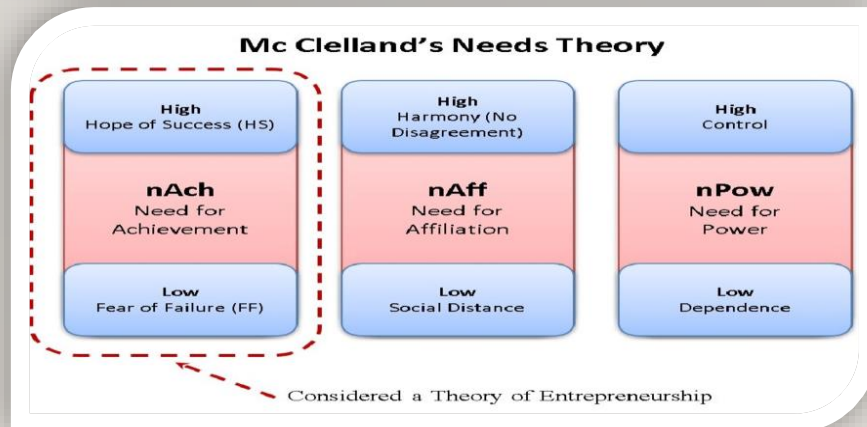 Mc Clelland's Needs Theory
High
Hope of Success (HS)
nAch
Need for
Achievement
Low
Fear of Failure (FF)
High
Harmony (No
Disagreement)
nAff
Need for
Affiliation
Low
Social Distance
High
Control
nPow
Need for
Power
Low
Dependence
Considered a Theory of Entrepreneurship